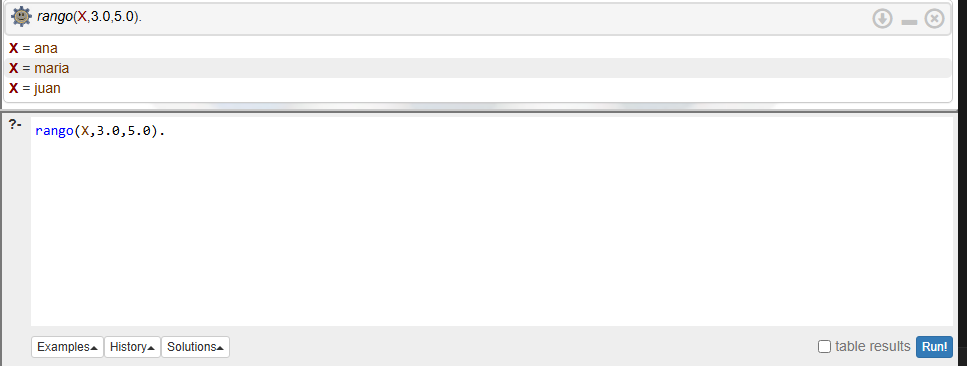 rango(X,3.0,5.0).
X = ana
X = maria
X = juan
?- rango(X,3.0,5.0).
Examples History Solutions table results Run!